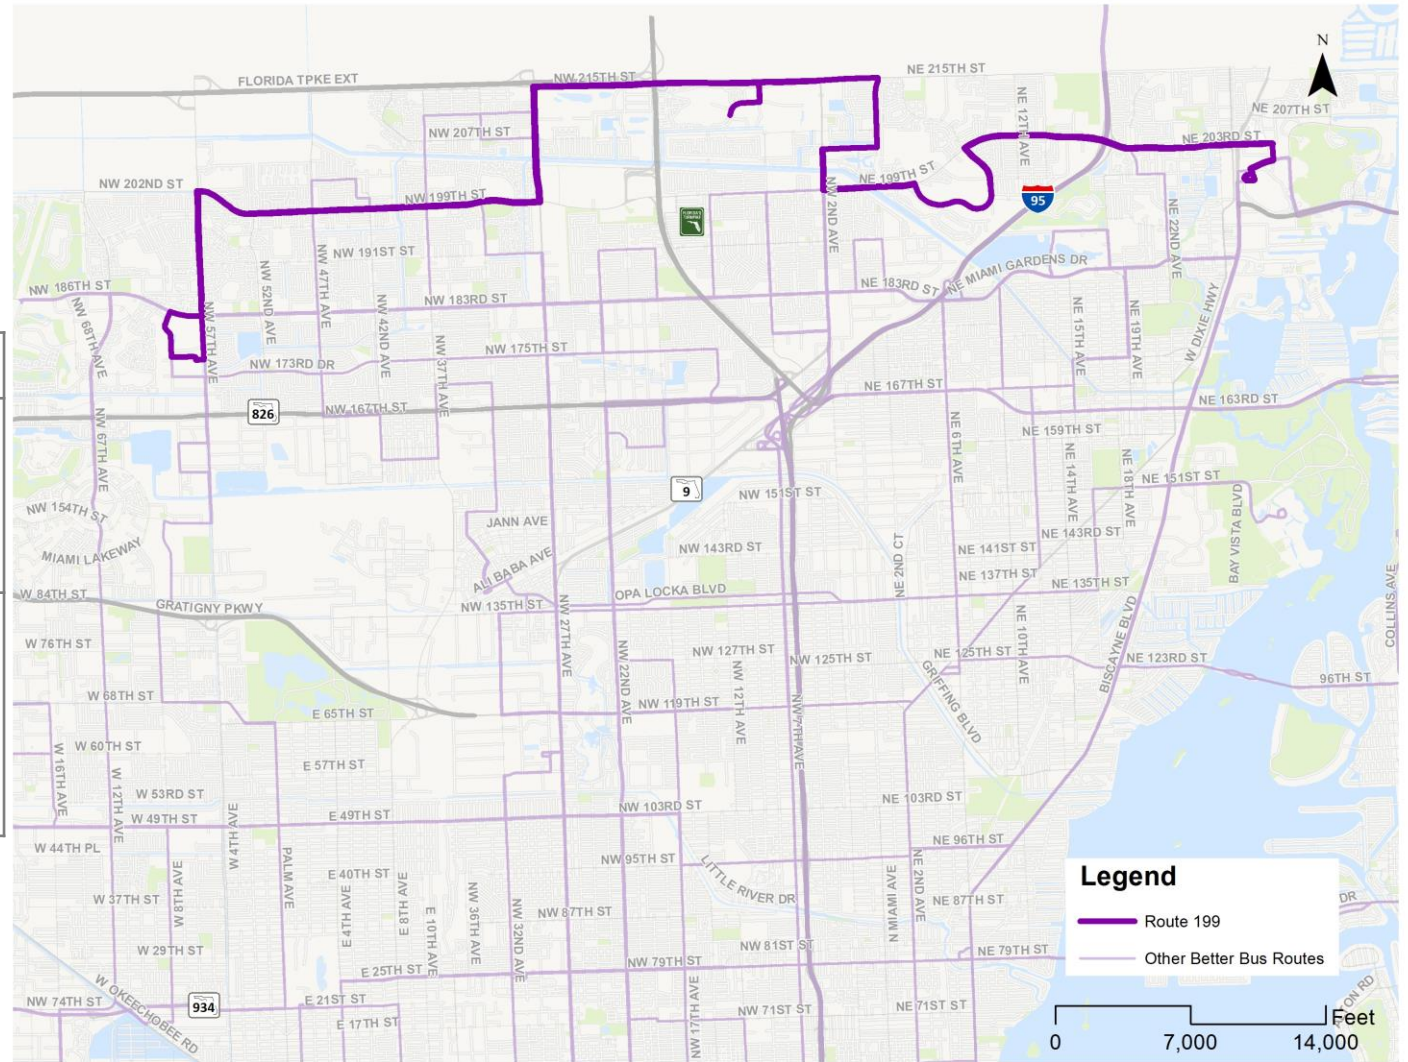 N
FLORIDA TPKE EXT
NW 215TH ST
NE 215TH ST
NE 12TH AVE
NE 207TH ST
NW 207TH ST
NE 203RD ST
NW 202ND ST
NW 199TH ST
NE 199TH ST
NW 2ND AVE
95
NE 22ND AVE
FLORIDA'S TURNPIKE
NW 191ST ST
NW 47TH AVE
NW 52ND AVE
NE MIAMI GARDENS DR
NE 183RD ST
NW 186TH ST
NW 183RD ST
NW 68TH AVE
NW 57TH AVE
NW 42ND AVE
NE 15TH AVE
NE 19TH AVE
W DIXIE HWY
NW 37TH AVE
NW 175TH ST
NW 173RD DR
NE 167TH ST
NE 163RD ST
826
NW 167TH ST
NW 67TH AVE
NE 6TH AVE
NE 159TH ST
NE 14TH AVE
NE 18TH AVE
NE 151ST ST
9
NW 151ST ST
NW 154TH ST
JANN AVE
BAY VISTA BLVD
NE 143RD ST
MIAMI LAKEWAY
NW 143RD ST
NE 141ST ST
NE 2ND CT
ALI BABA AVE
NE 137TH ST
NE 135TH ST
COLLINS AVE
W 84TH ST
GRATIGNY PKWY
NW 135TH ST
OPA LOCKA BLVD
NW 27TH AVE
NE 10TH AVE
BISCAYNE BLVD
W 76TH ST
NW 22ND AVE
NW 127TH ST
NW 125TH ST
NE 125TH ST
NE 123RD ST
NW 12TH AVE
GRIFFING BLVD
96TH ST
W 68TH ST
E 65TH ST
NW 119TH ST
NW 7TH AVE
W 60TH ST
W 16TH AVE
E 57TH ST
W 12TH AVE
W 53RD ST
NW 103RD ST
NE 103RD ST
W 49TH ST
E 49TH ST
W 4TH AVE
NE 96TH ST
W 44TH PL
PALM AVE
NW 95TH ST
LITTLE RIVER DR
NE 2ND AVE
W 8TH AVE
E 40TH ST
E 4TH AVE
E 8TH AVE
NW 36TH AVE
NW 32ND AVE
N MIAMI AVE
W 37TH ST
NW 87TH ST
NE 87TH ST
E 10TH AVE
W 29TH ST
NW 81ST ST
NE 79TH ST
E 25TH ST
NW 79TH ST
W OKEECHOBEE RD
NW 74TH ST
934
E 21ST ST
NW 17TH AVE
NW 71ST ST
NE 71ST ST
E 17TH ST
Legend
Route 199
Other Better Bus Routes
DR
Feet
0 7,000 14,000